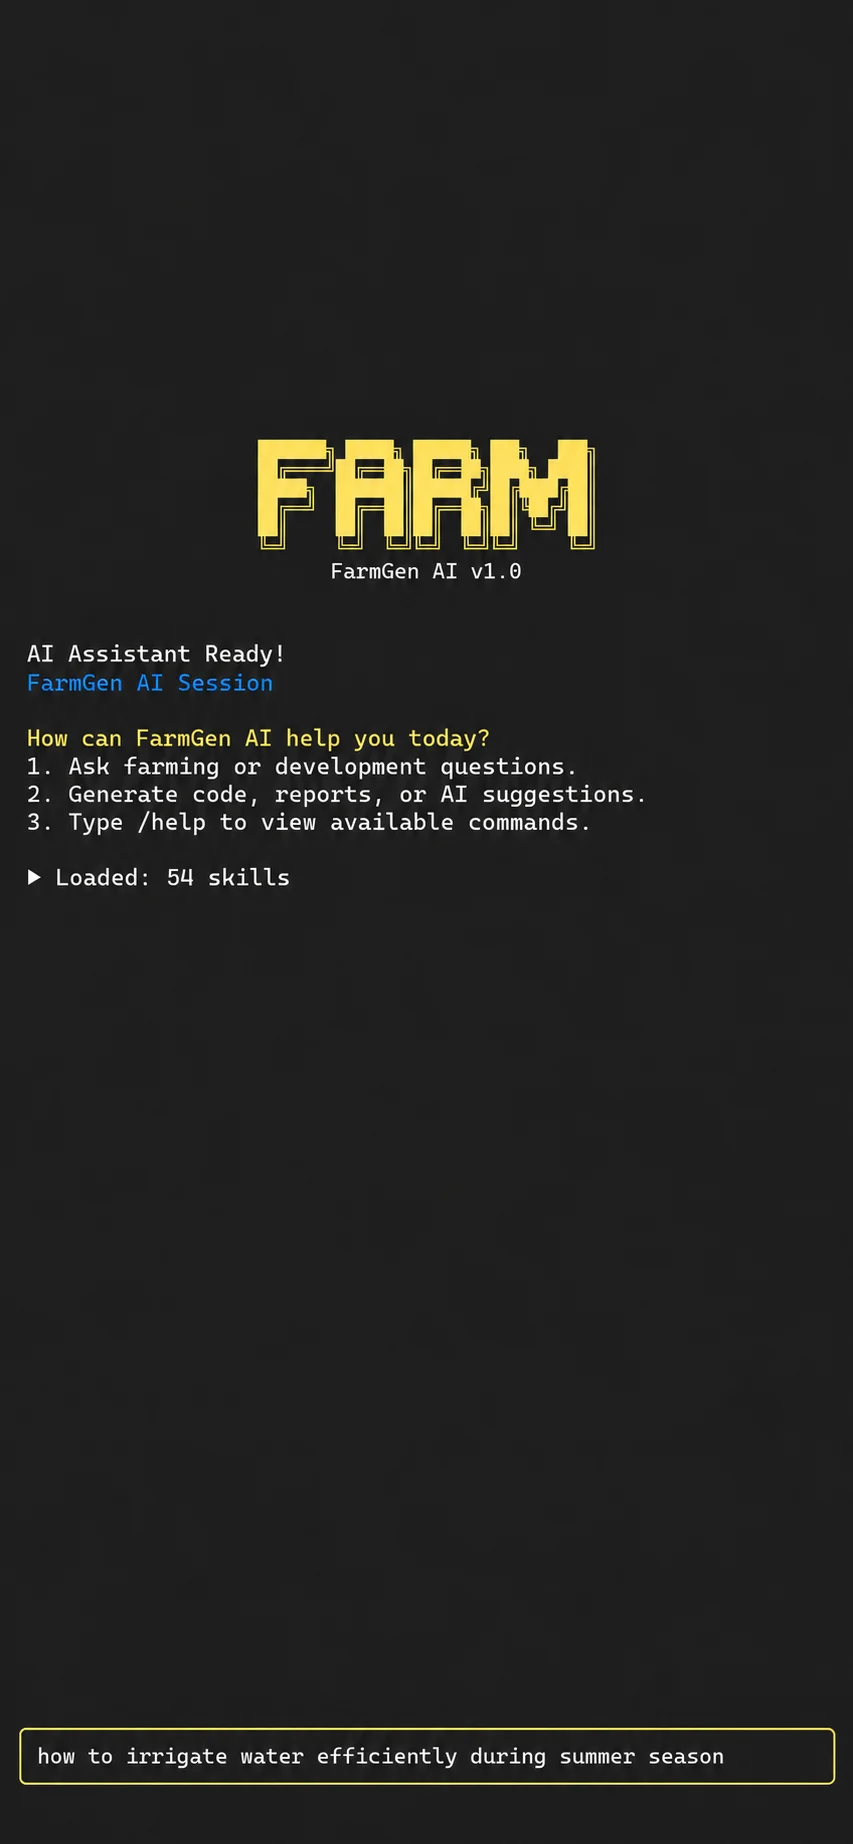 FARM
FarmGen AI v1.0
AI Assistant Ready!
FarmGen AI Session
How can FarmGen AI help you today?
1. Ask farming or development questions.
2. Generate code, reports, or AI suggestions.
3. Type /help to view available commands.
▶ Loaded: 54 skills
how to irrigate water efficiently during summer season